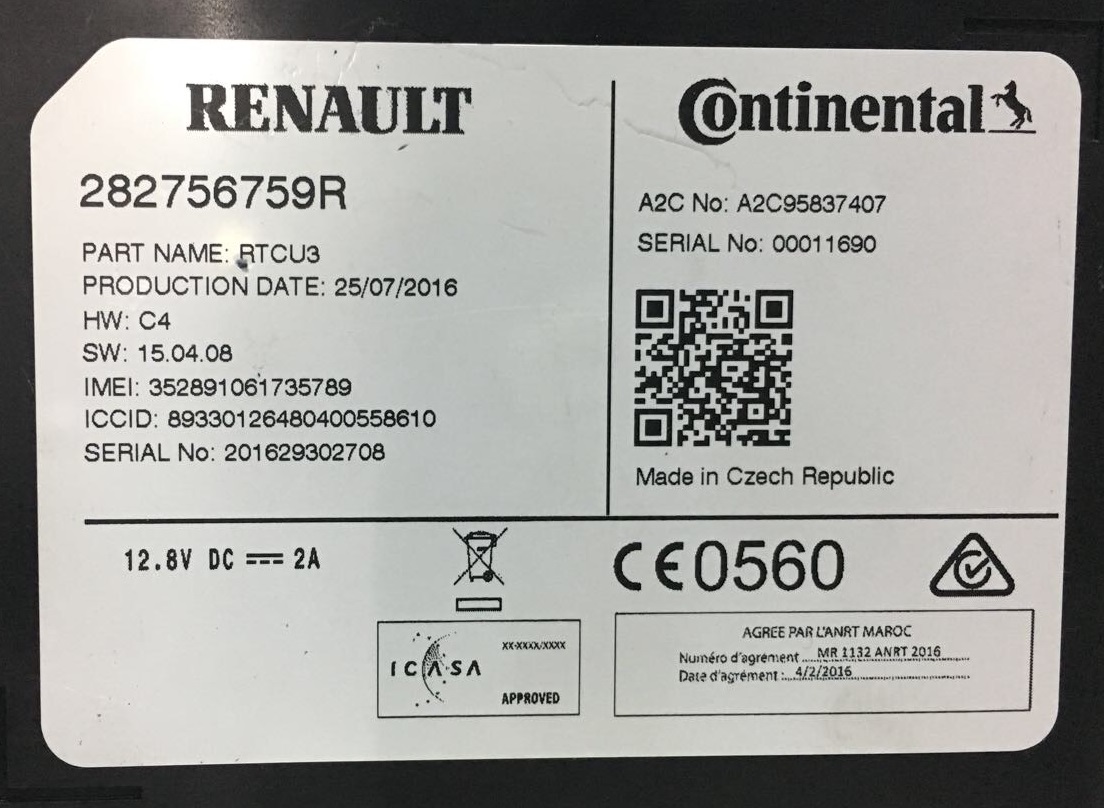 RENAULT
282756759R
PART NAME: RTCU3
PRODUCTION DATE: 25/07/2016
HW: C4
SW: 15.04.08
IMEI: 352891061735789
ICCID: 89330126480400558610
SERIAL No: 201629302708
Continental
A2C No: A2C95837407
SERIAL No: 00011690
Made in Czech Republic
12.8V DC 2A
CE0560
ICASA
XX-XXXX/XXXX
APPROVED
AGREE PAR L'ANRT MAROC
Numéro d'agrément MR 1132 ANRT 2016
Date d'agrément: 4/2/2016